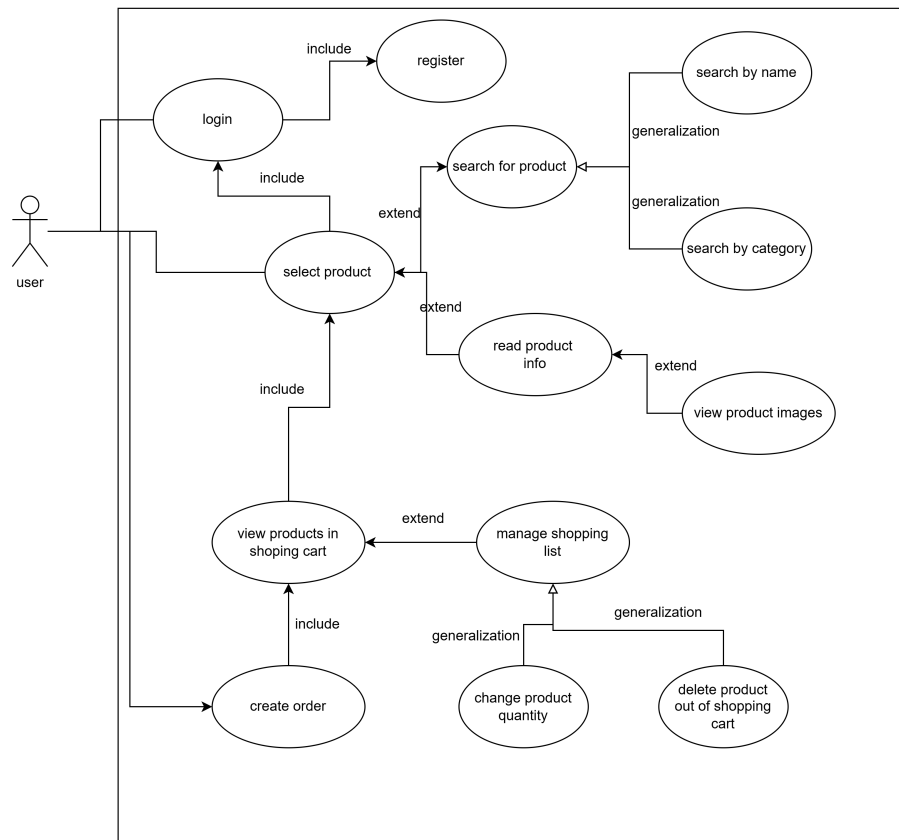 include
register
search by name
login
generalization
search for product
include
generalization
extend
search by category
user
select product
extend
read product
info
extend
include
view product images
extend
view products in
shoping cart
manage shopping
list
generalization
include
generalization
create order
change product
quantity
delete product
out of shopping
cart